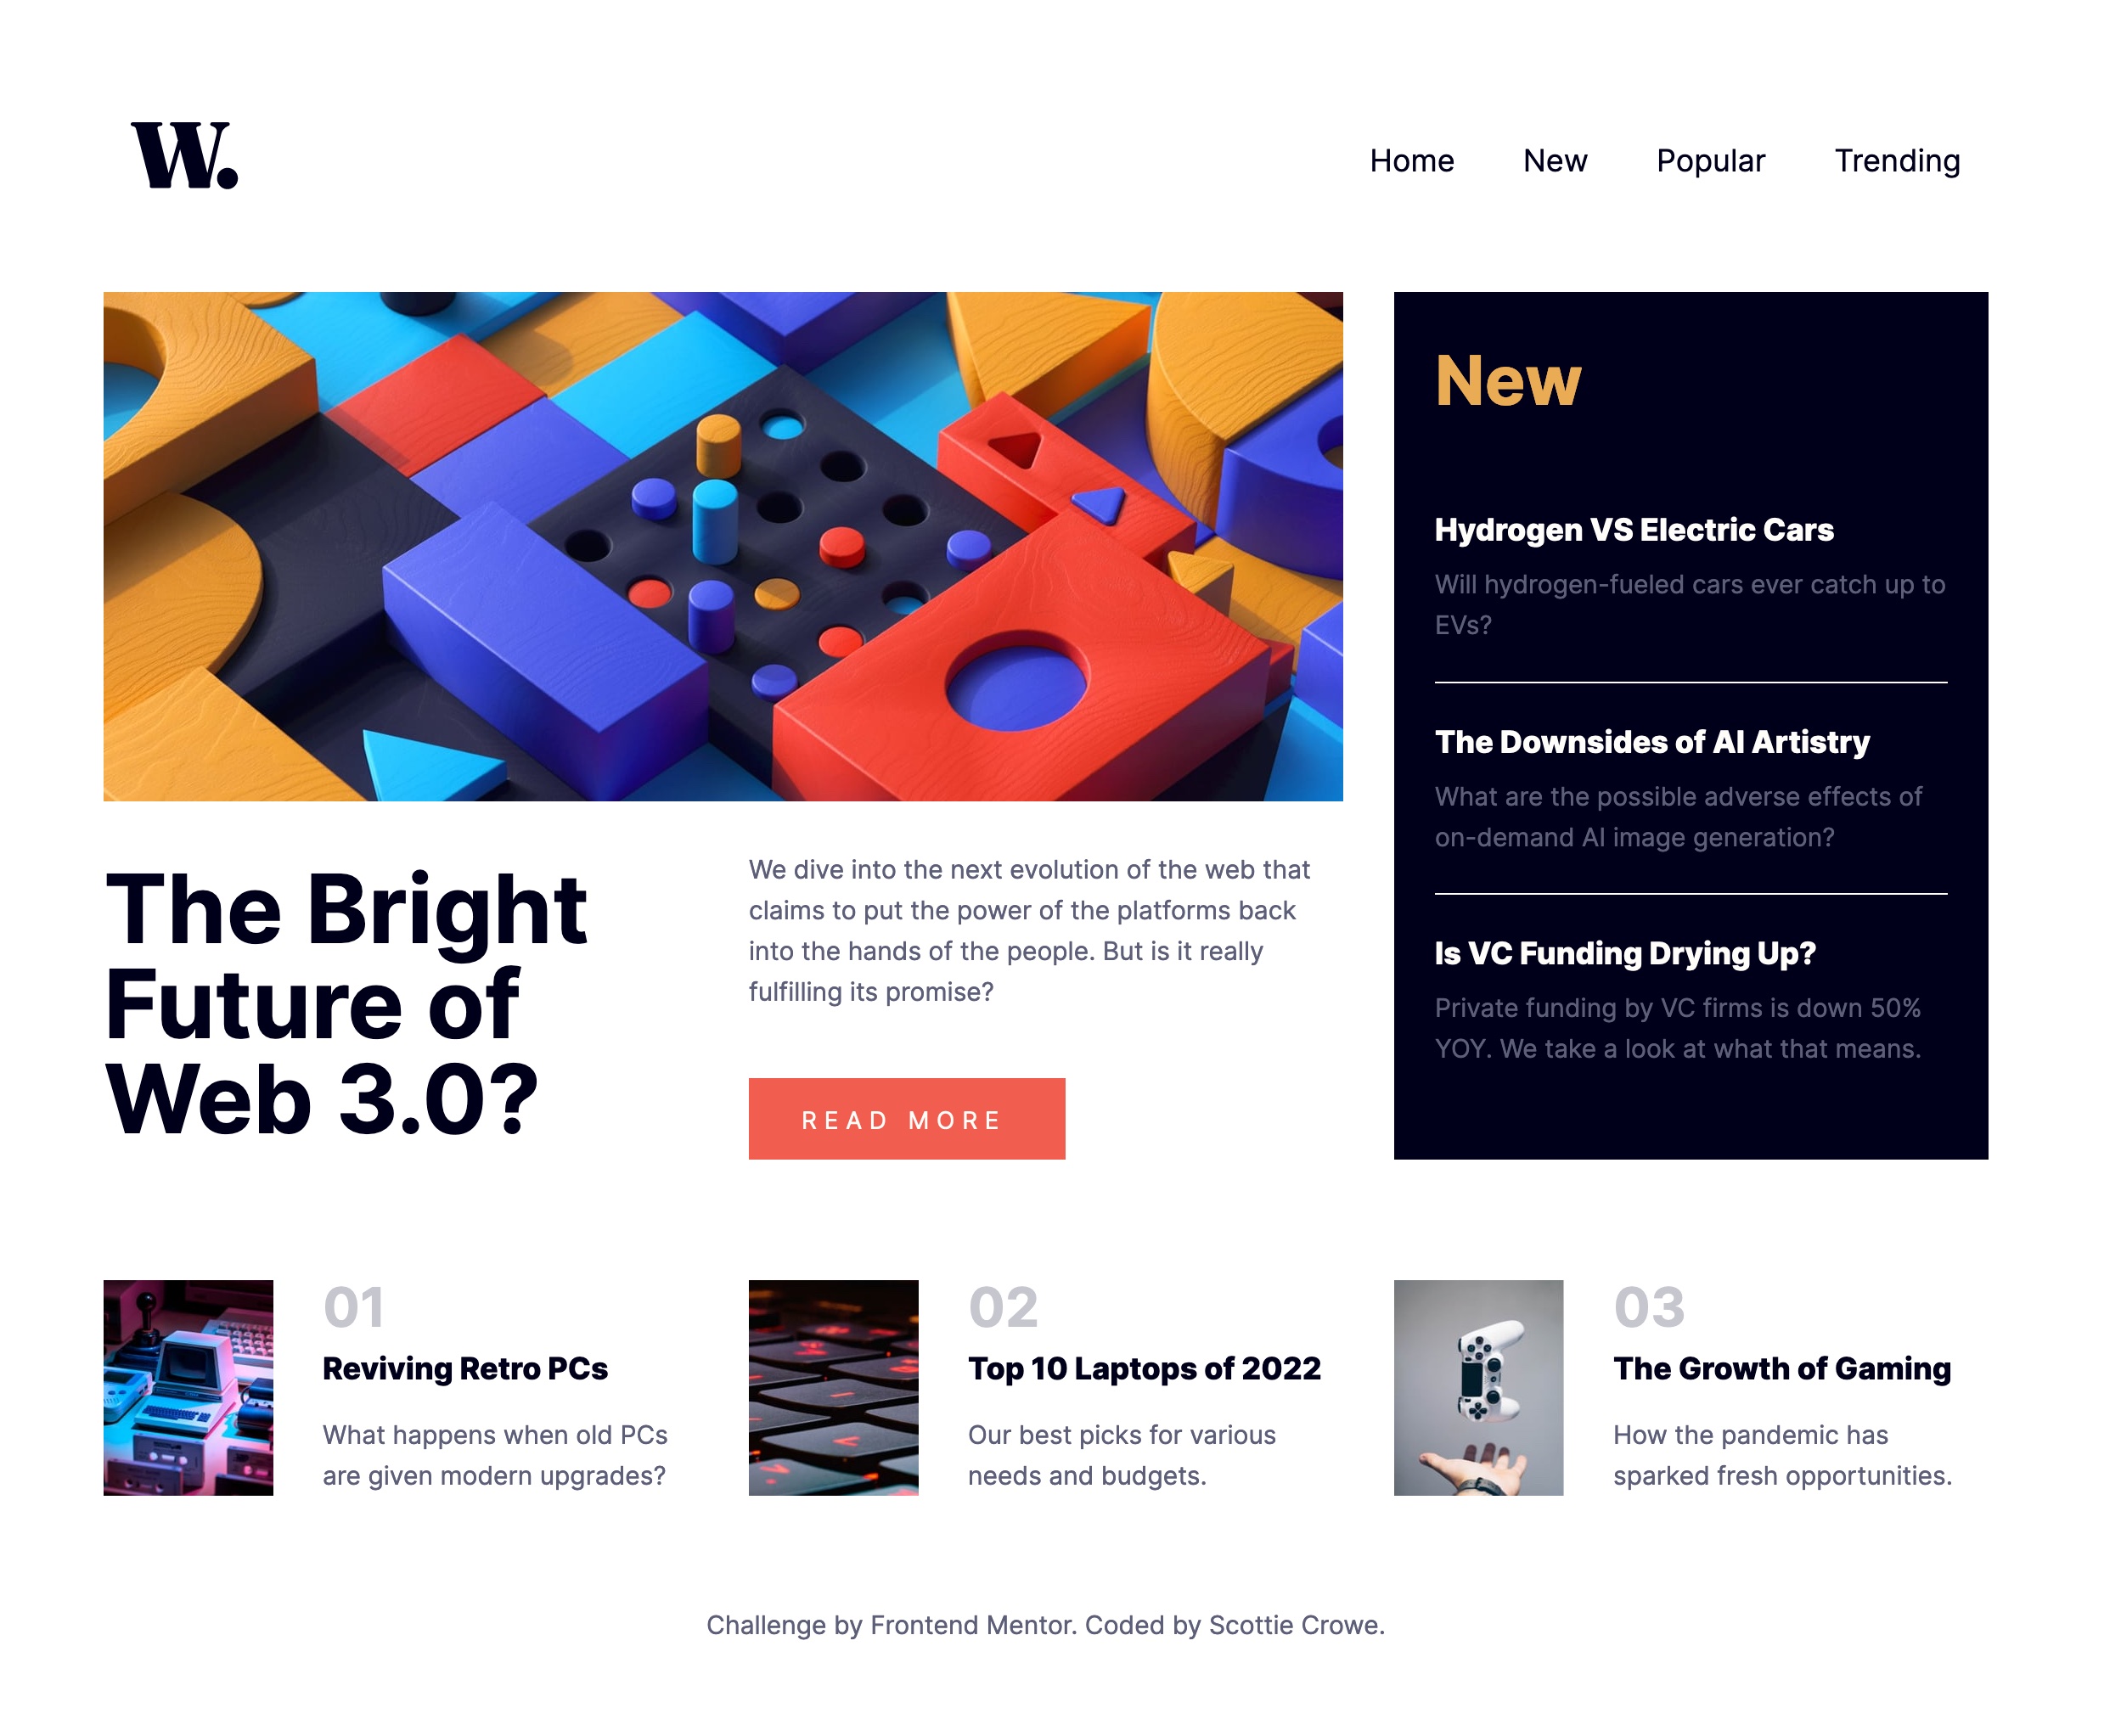 W.
Home New Popular Trending
New
Hydrogen VS Electric Cars
Will hydrogen-fueled cars ever catch up to
EVs?
The Downsides of AI Artistry
What are the possible adverse effects of
on-demand AI image generation?
Is VC Funding Drying Up?
Private funding by VC firms is down 50%
YOY. We take a look at what that means.
The Bright
Future of
Web 3.0?
We dive into the next evolution of the web that
claims to put the power of the platforms back
into the hands of the people. But is it really
fulfilling its promise?
READ MORE
01
Reviving Retro PCs
What happens when old PCs
are given modern upgrades?
02
Top 10 Laptops of 2022
Our best picks for various
needs and budgets.
03
The Growth of Gaming
How the pandemic has
sparked fresh opportunities.
Challenge by Frontend Mentor. Coded by Scottie Crowe.